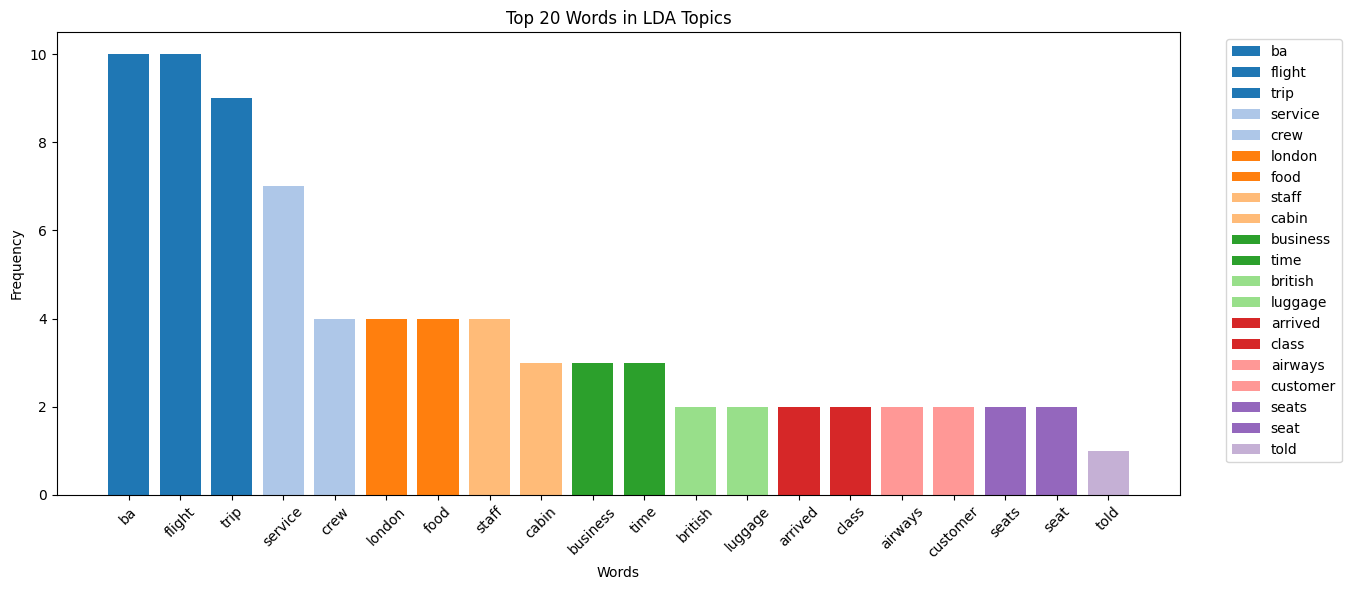 Top 20 Words in LDA Topics
Frequency
10
8
6
4
2
0
ba
flight
trip
service
crew
london
food
staff
cabin
business
time
british
luggage
arrived
class
airways
customer
seats
seat
told
Words
ba
flight
trip
service
crew
london
food
staff
cabin
business
time
british
luggage
arrived
class
airways
customer
seats
seat
told